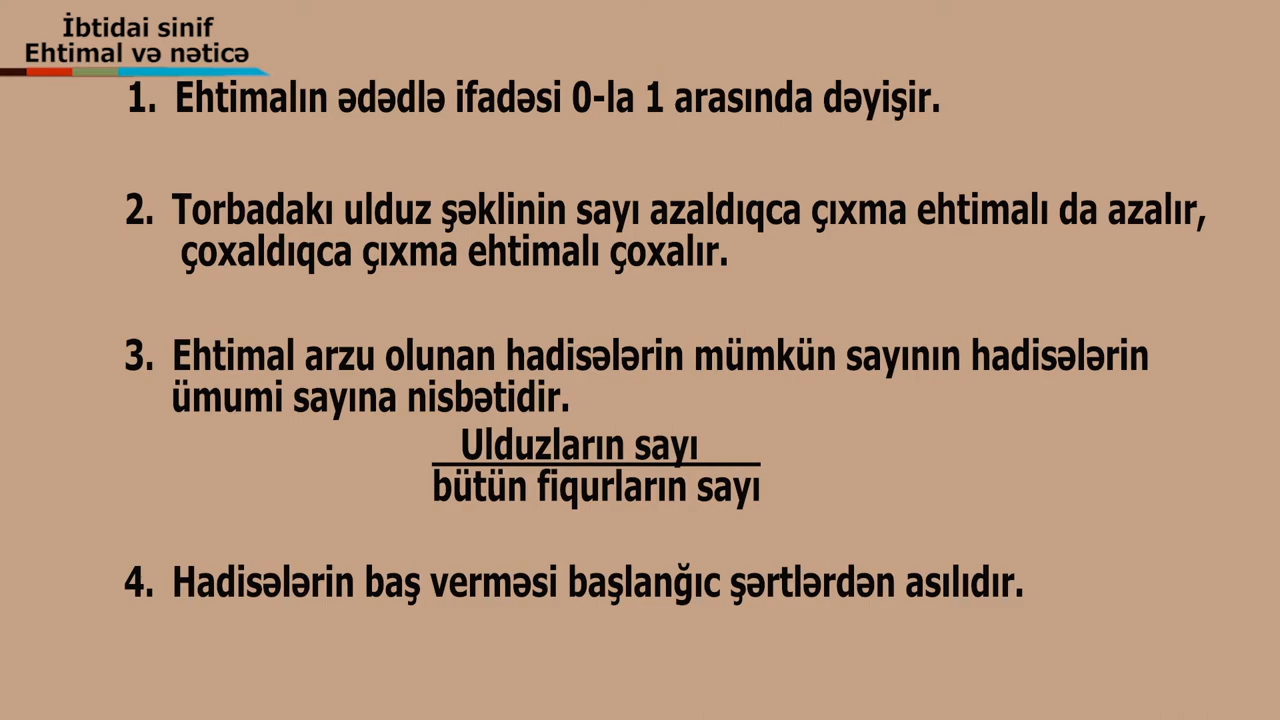 İbtidai sinif
Ehtimal və nəticə
1. Ehtimalın ədədlə ifadəsi 0-la 1 arasında dəyişir.
2. Torbadakı ulduz şəklinin sayı azaldıqca çıxma ehtimalı da azalır,
çoxaldıqca çıxma ehtimalı çoxalır.
3. Ehtimal arzu olunan hadisələrin mümkün sayının hadisələrin
ümumi sayına nisbətidir.
Ulduzların sayı
bütün fiqurların sayı
4. Hadisələrin baş verməsi başlanğıc şərtlərdən asılıdır.